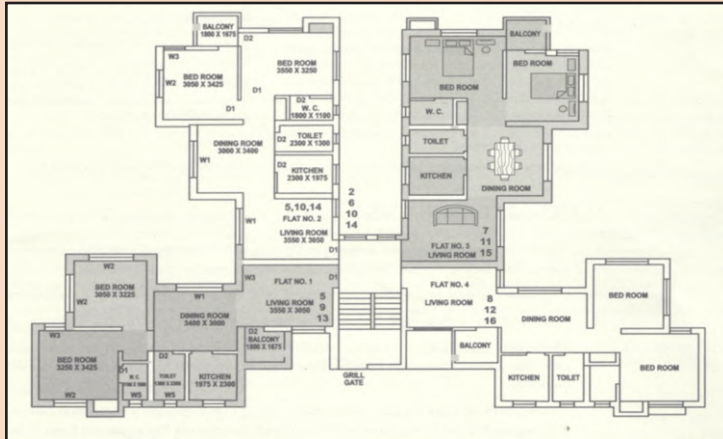 BALCONY
1800 X 1675
D2
W3
BED ROOM
3550 X 3250
BED ROOM
3050 X 3425
W2
D1
D1
D2
W. C.
1800 X 1100
TOILET
2300 X 1300
D2
DINING ROOM
3000 X 3400
W1
D2
KITCHEN
2300 X 1975
5,10,14
FLAT NO. 2
W1
LIVING ROOM
3550 X 3050
D1
2
6
10
14
BALCONY
BED ROOM
BED ROOM
W. C.
TOILET
KITCHEN
DINING ROOM
FLAT NO. 3
LIVING ROOM
7
11
15
W2
BED ROOM
3050 X 3225
W2
W3
BED ROOM
3250 X 3425
W2
D1
W. C.
W5
D2
TOILET
W5
W1
DINING ROOM
3400 X 3000
KITCHEN
1975 X 2300
W3
FLAT NO. 1
D1
LIVING ROOM
3550 X 3050
5
9
13
D2
BALCONY
1800 X 1675
GRILL
GATE
FLAT NO. 4
LIVING ROOM
8
12
16
BALCONY
DINING ROOM
BED ROOM
BED ROOM
KITCHEN
TOILET